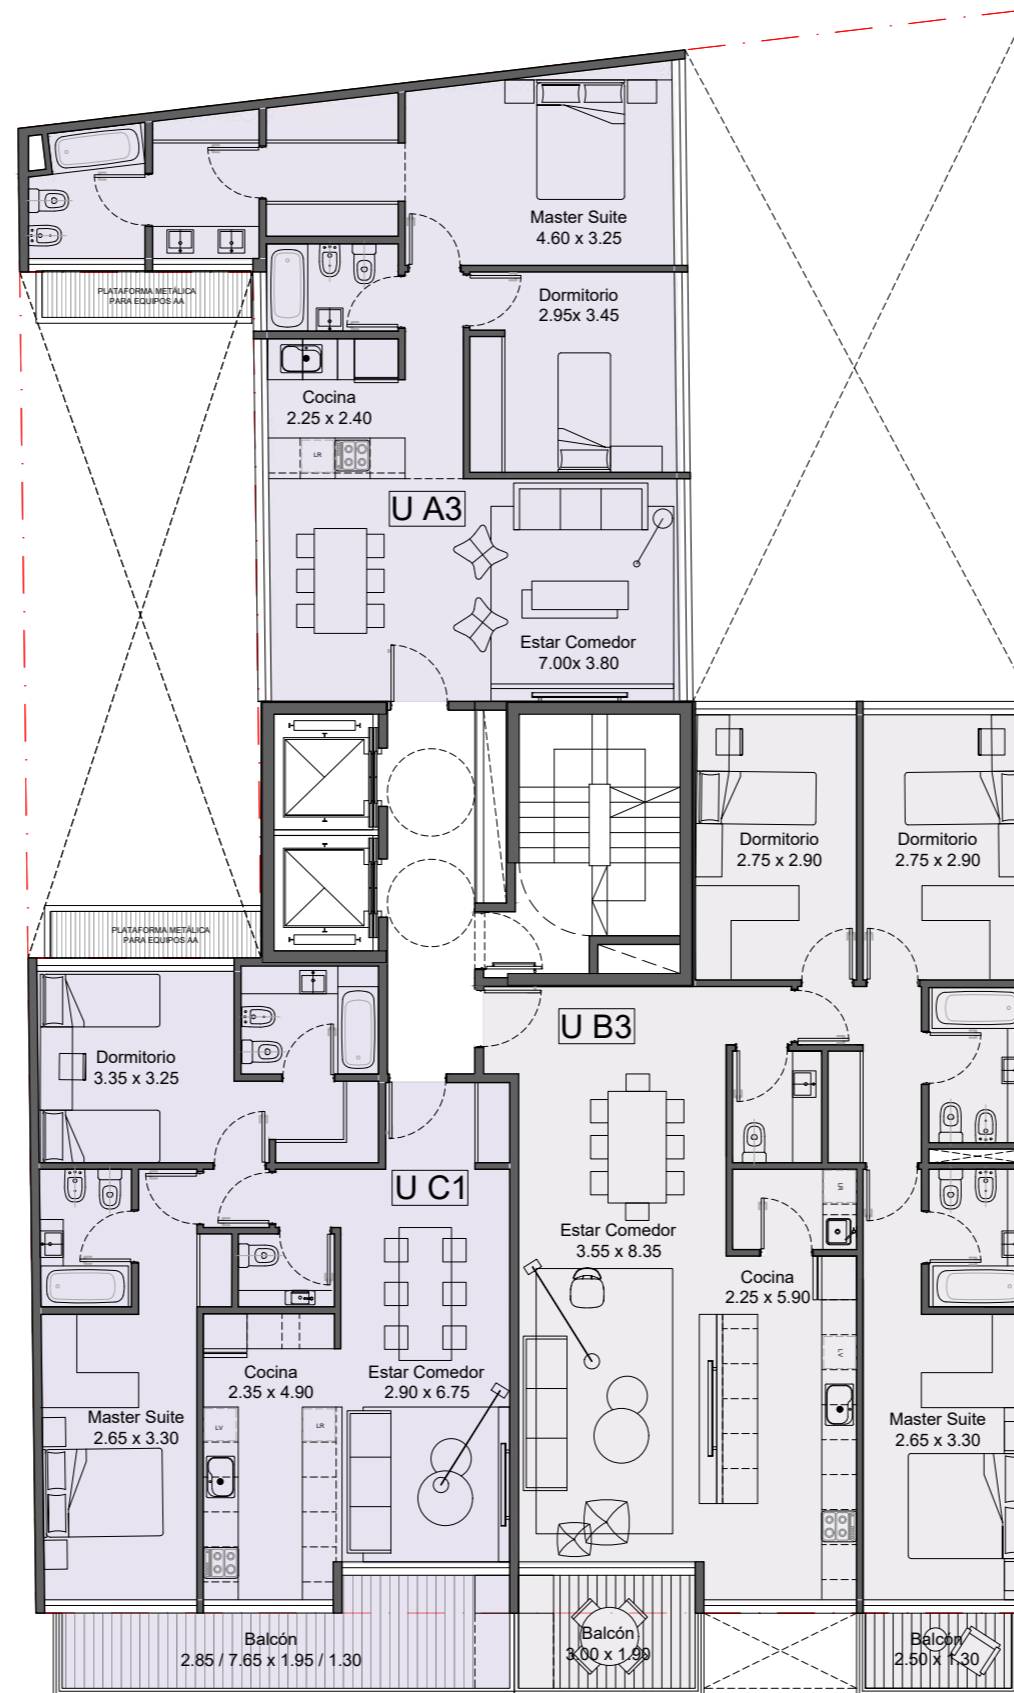 Master Suite
4.60 x 3.25
PLATAFORMA METÁLICA
PARA EQUIPOS AA
Dormitorio
2.95x 3.45
Cocina
2.25 x 2.40
LR
U A3
Estar Comedor
7.00x 3.80
Dormitorio
2.75 x 2.90
Dormitorio
2.75 x 2.90
PLATAFORMA METÁLICA
PARA EQUIPOS AA
U B3
Dormitorio
3.35 x 3.25
U C1
Estar Comedor
3.55 x 8.35
Cocina
2.25 x 5.90
LV
Cocina
2.35 x 4.90
Estar Comedor
2.90 x 6.75
LV
LR
Master Suite
2.65 x 3.30
Master Suite
2.65 x 3.30
Balcón
2.85 / 7.65 x 1.95 / 1.30
Balcón
3.00 x 1.90
Balcón
2.50 x 1.30